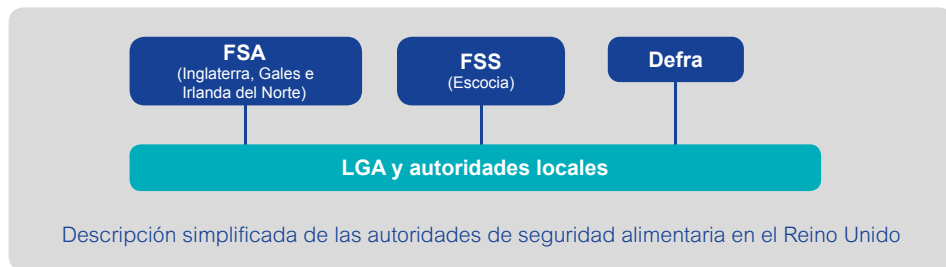 FSA
(Inglaterra, Gales e
Irlanda del Norte)
FSS
(Escocia)
Defra
LGA y autoridades locales
Descripción simplificada de las autoridades de seguridad alimentaria en el Reino Unido